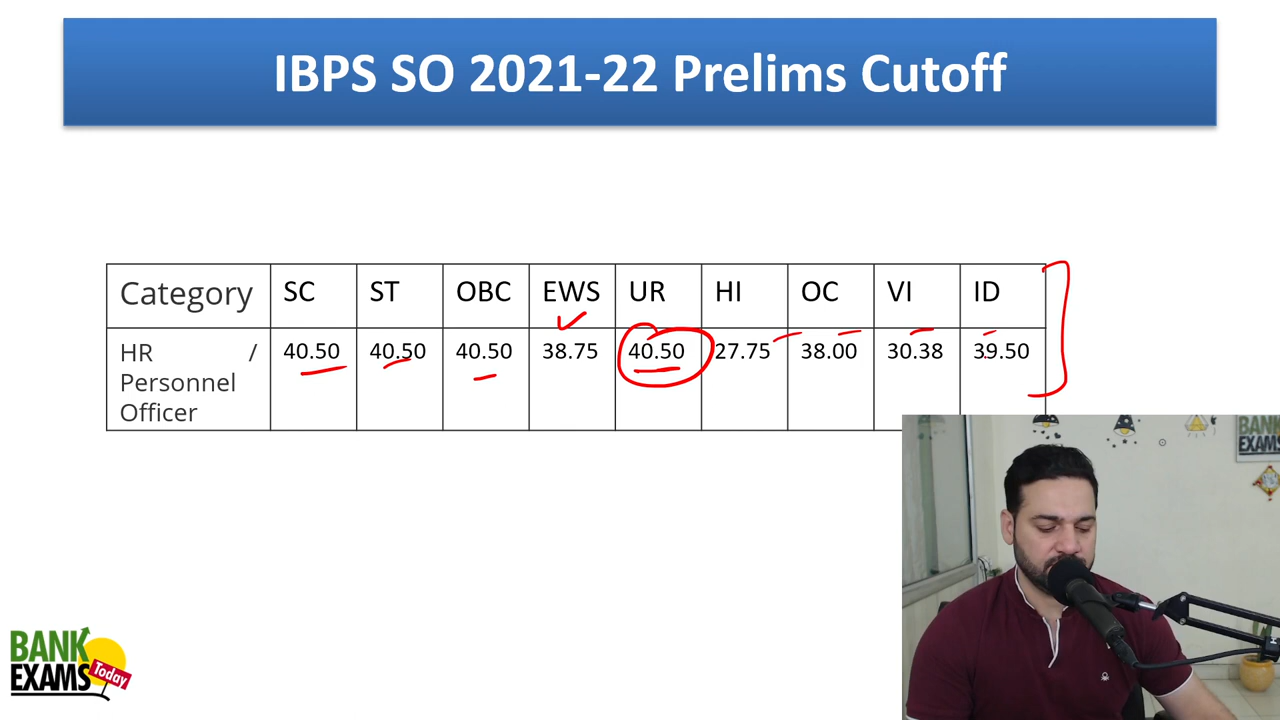 IBPS SO 2021-22 Prelims Cutoff
Category SC ST OBC EWS UR HI OC VI ID
HR / 40.50 40.50 40.50 38.75 40.50 27.75 38.00 30.38 39.50
Personnel
Officer
BANK
EXAMS
BANK
EXAMS
Today